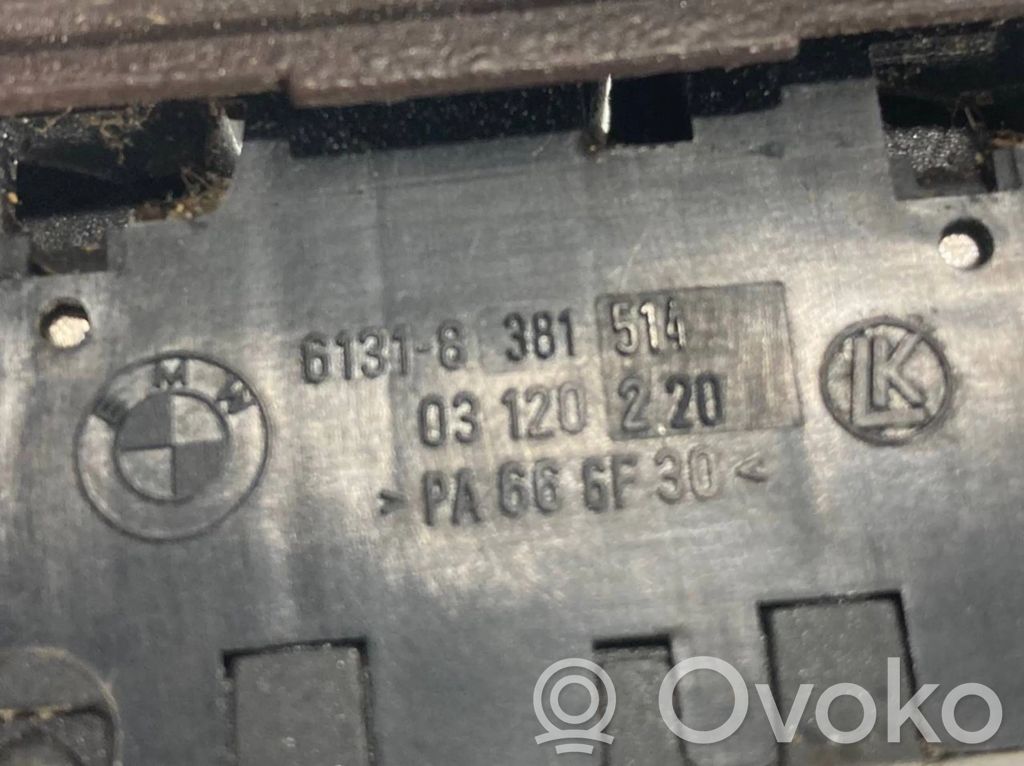 6131-8 381 514
03 120 2.20
>PA 66 GF 30<
BMW
LK
Ovoko